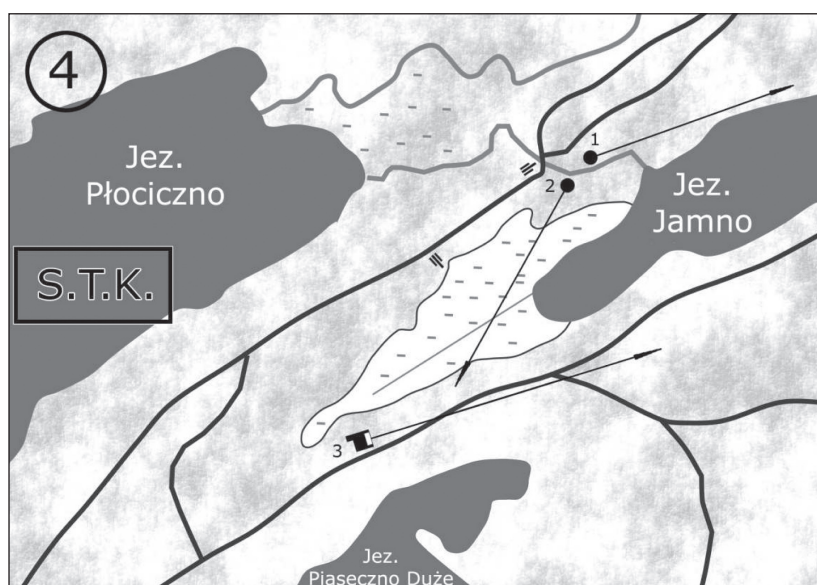 4
Jez.
Płociczno
S.T.K.
1
2
Jez.
Jamno
3
Jez.
Piaseczno Duże